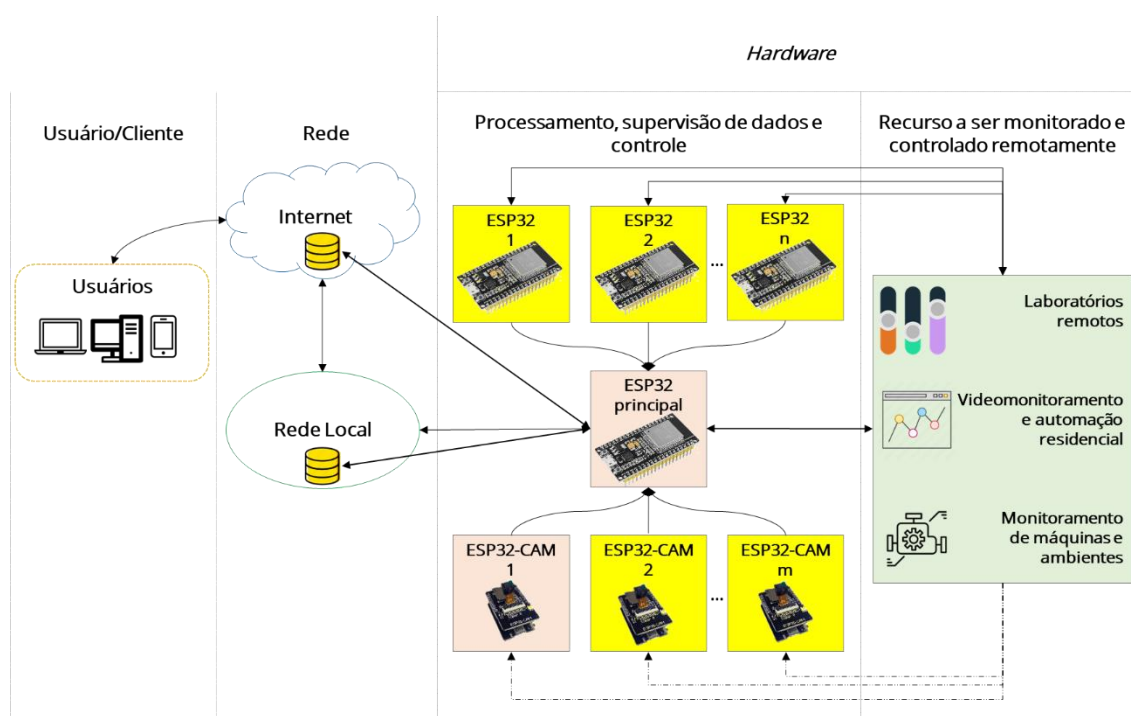 Hardware
Usuário/Cliente
Rede
Processamento, supervisão de dados e
controle
Recurso a ser monitorado e
controlado remotamente
Internet
Usuários
Rede Local
ESP32
1
ESP32
2
...
ESP32
n
ESP32
principal
ESP32-CAM
1
ESP32-CAM
2
...
ESP32-CAM
m
Laboratórios
remotos
Videomonitoramento
e automação
residencial
Monitoramento
de máquinas e
ambientes